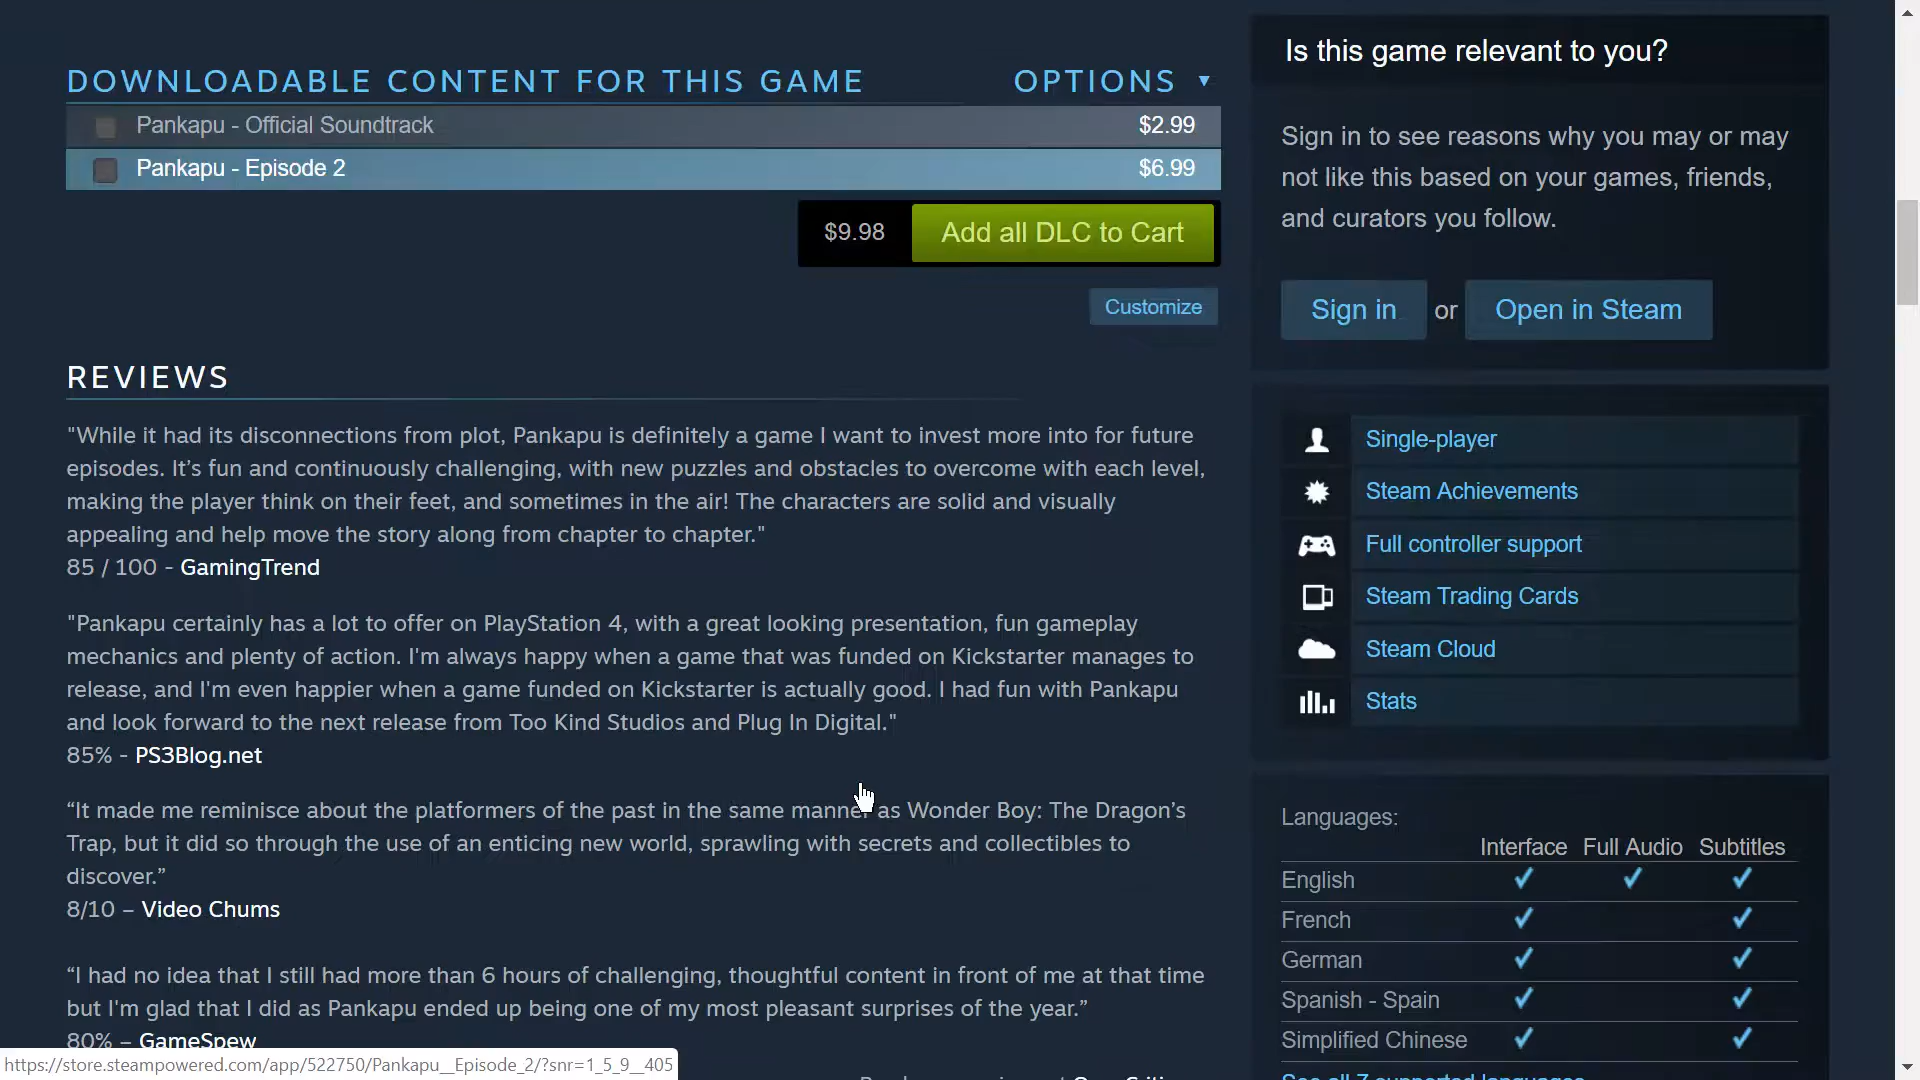 DOWNLOADABLE CONTENT FOR THIS GAME
OPTIONS
Pankapu - Official Soundtrack
$2.99
Pankapu - Episode 2
$6.99
$9.98
Add all DLC to Cart
Customize
REVIEWS
"While it had its disconnections from plot, Pankapu is definitely a game I want to invest more into for future
episodes. It’s fun and continuously challenging, with new puzzles and obstacles to overcome with each level,
making the player think on their feet, and sometimes in the air! The characters are solid and visually
appealing and help move the story along from chapter to chapter."
85 / 100 - GamingTrend
"Pankapu certainly has a lot to offer on PlayStation 4, with a great looking presentation, fun gameplay
mechanics and plenty of action. I'm always happy when a game that was funded on Kickstarter manages to
release, and I'm even happier when a game funded on Kickstarter is actually good. I had fun with Pankapu
and look forward to the next release from Too Kind Studios and Plug In Digital."
85% - PS3Blog.net
“It made me reminisce about the platformers of the past in the same manner as Wonder Boy: The Dragon’s
Trap, but it did so through the use of an enticing new world, sprawling with secrets and collectibles to
discover.”
8/10 – Video Chums
“I had no idea that I still had more than 6 hours of challenging, thoughtful content in front of me at that time
but I'm glad that I did as Pankapu ended up being one of my most pleasant surprises of the year.”
80% – GameSpew
https://store.steampowered.com/app/522750/Pankapu__Episode_2/?snr=1_5_9__405
Is this game relevant to you?
Sign in to see reasons why you may or may
not like this based on your games, friends,
and curators you follow.
Sign in or Open in Steam
Single-player
Steam Achievements
Full controller support
Steam Trading Cards
Steam Cloud
Stats
Languages:
Interface Full Audio Subtitles
English
French
German
Spanish - Spain
Simplified Chinese
See all 7 supported languages